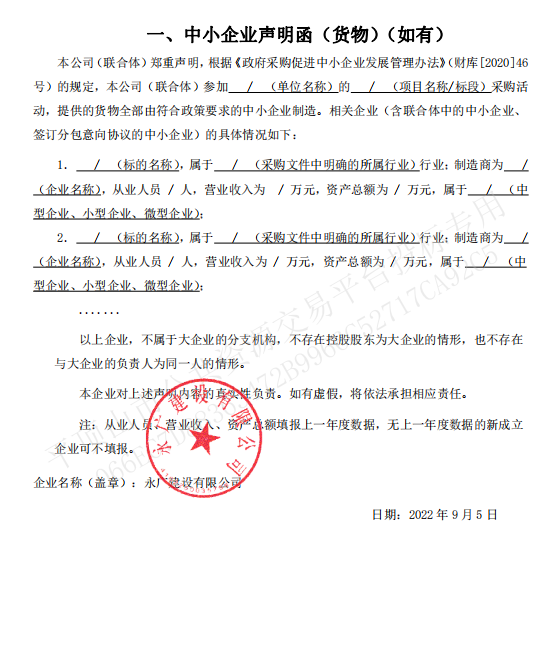 一、中小企业声明函（货物）（如有）
本公司（联合体）郑重声明，根据《政府采购促进中小企业发展管理办法》（财库[2020]46
号）的规定，本公司（联合体）参加 / （单位名称）的 / （项目名称/标段）采购活
动，提供的货物全部由符合政策要求的中小企业制造。相关企业（含联合体中的中小企业、
签订分包意向协议的中小企业）的具体情况如下：
1. / （标的名称），属于 / （采购文件中明确的所属行业）行业；制造商为 /
（企业名称），从业人员 / 人，营业收入为 / 万元，资产总额为 / 万元，属于 / （中
型企业、小型企业、微型企业）；
2. / （标的名称），属于 / （采购文件中明确的所属行业）行业；制造商为 /
（企业名称），从业人员 / 人，营业收入为 / 万元，资产总额为 / 万元，属于 / （中
型企业、小型企业、微型企业）；
.......
以上企业，不属于大企业的分支机构，不存在控股股东为大企业的情形，也不存在
与大企业的负责人为同一人的情形。
本企业对上述声明内容的真实性负责。如有虚假，将依法承担相应责任。
注：从业人员、营业收入、资产总额填报上一年度数据，无上一年度数据的新成立
企业可不填报。
企业名称（盖章）：永广建设有限公司
日期：2022 年 9 月 5 日
永广建设有限公司